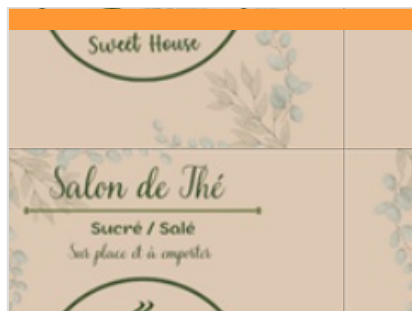 Sweet House
Salon de Thé
Sucré / Salé
Sur place et à emporter